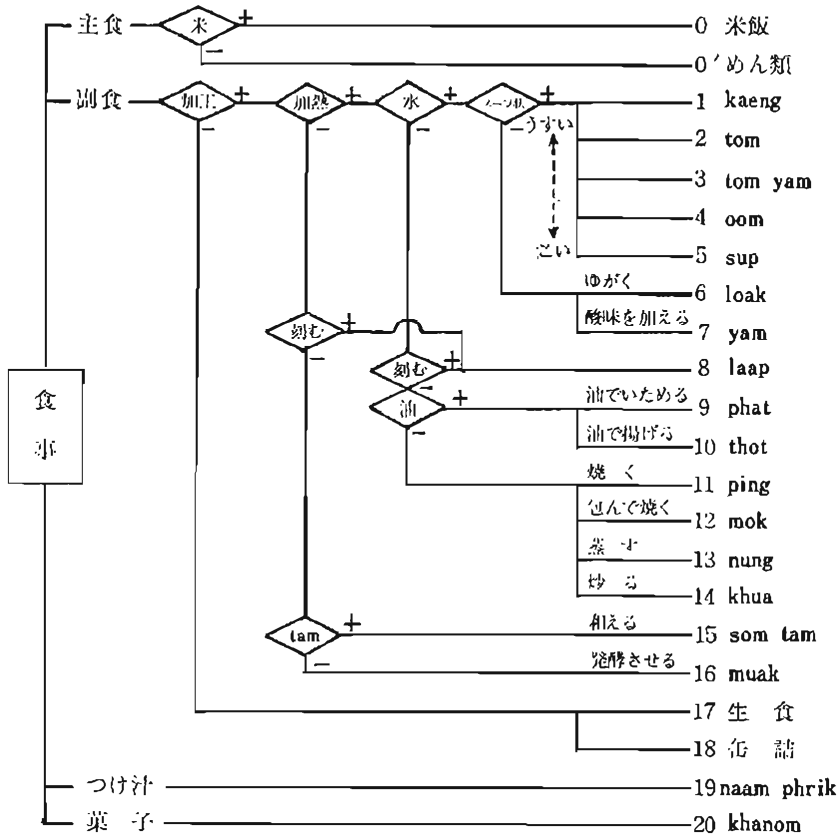 主食 米 + 0 米飯
− 0′ めん類
副食 加工 + 加熱 + 水 + スープ状 + 1 kaeng
− − − − うすい 2 tom
3 tom yam
4 oom
こい 5 sup
ゆがく 6 loak
刻む + 酸味を加える 7 yam
− 刻む + 8 laap
− 油 + 油でいためる 9 phat
− 油で揚げる 10 thot
食事 焼く 11 ping
包んで焼く 12 mok
蒸す 13 nung
炒る 14 khua
tam + 和える 15 som tam
− 発酵させる 16 muak
17 生食
18 缶詰
つけ汁 19 naam phrik
菓子 20 khanom